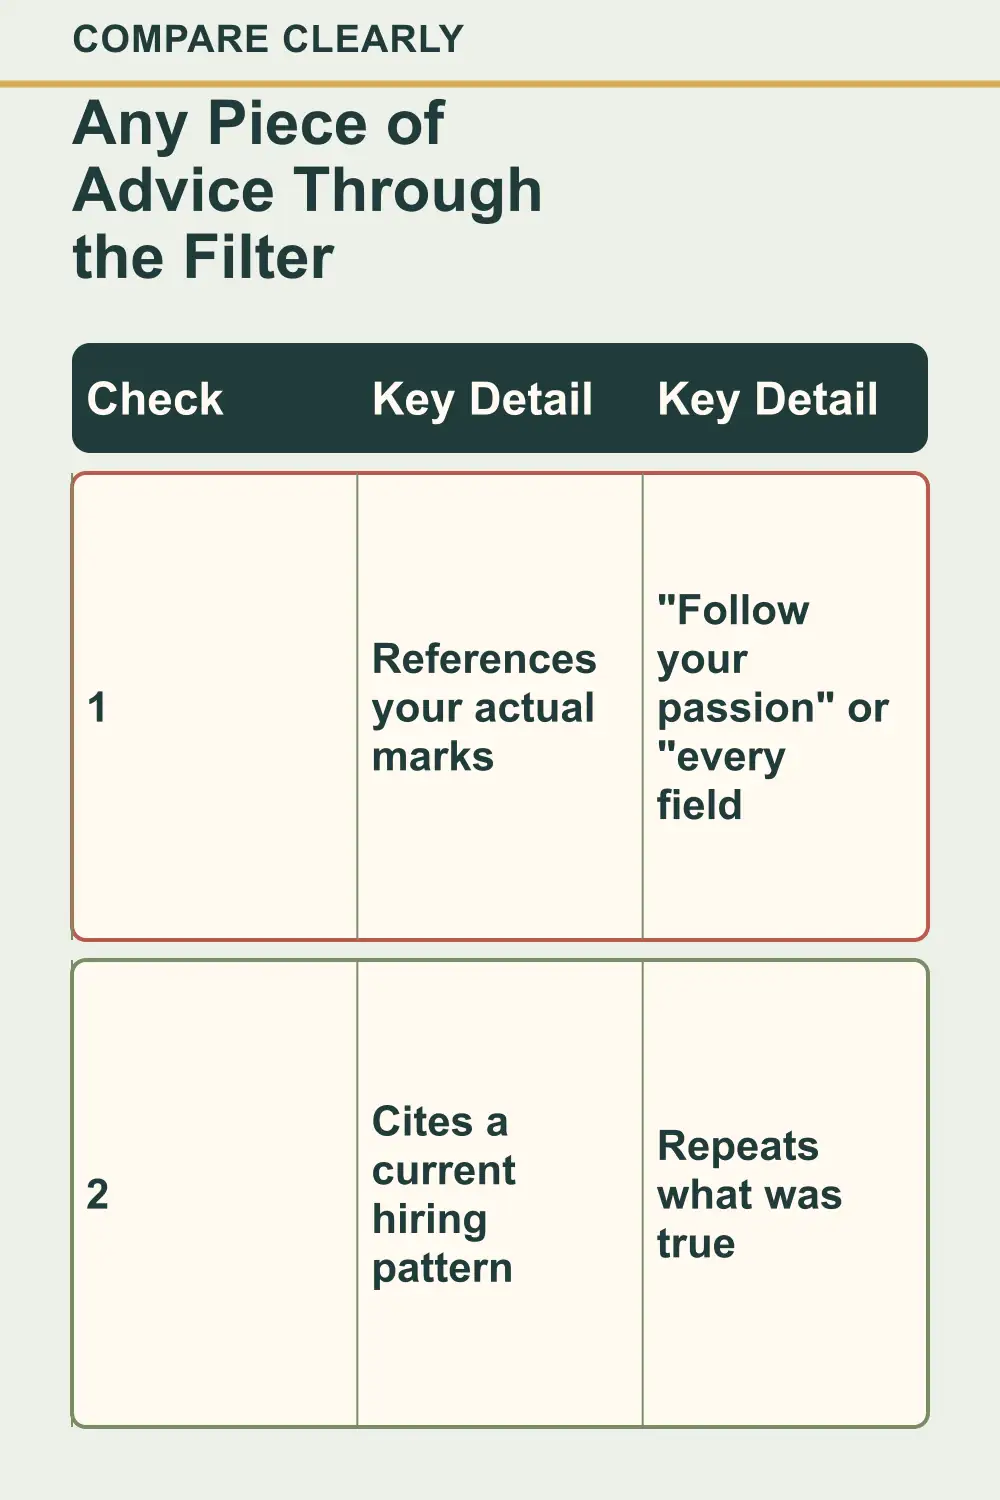 COMPARE CLEARLY
Any Piece of
Advice Through
the Filter
Check Key Detail Key Detail
1
References
your actual
marks
"Follow
your
passion" or
"every
field
2
Cites a
current
hiring
pattern
Repeats
what was
true